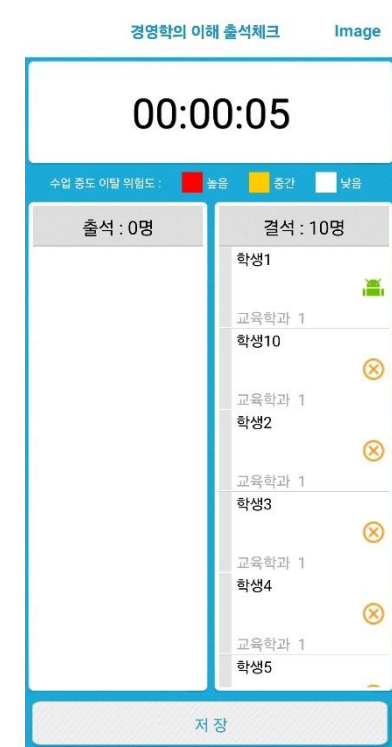 경영학의 이해 출석체크 Image
00:00:05
수업 중도 이탈 위험도 : 높음 중간 낮음
출석 : 0명
결석 : 10명
학생1
교육학과 1
학생10
교육학과 1
학생2
교육학과 1
학생3
교육학과 1
학생4
교육학과 1
학생5
저장